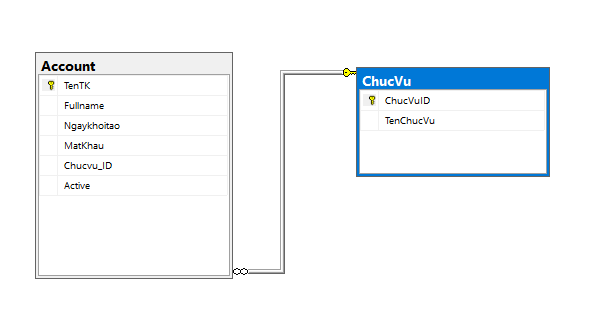 Account
TenTK
Fullname
Ngaykhoitao
MatKhau
Chucvu_ID
Active
ChucVu
ChucVuID
TenChucVu